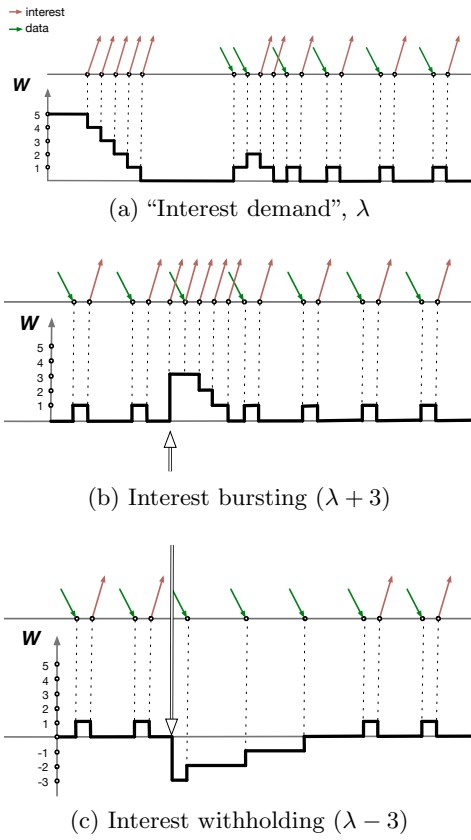 interest
data
W
5
4
3
2
1
(a) “Interest demand”, λ
W
5
4
3
2
1
(b) Interest bursting (λ + 3)
W
5
4
3
2
1
-1
-2
-3
(c) Interest withholding (λ − 3)